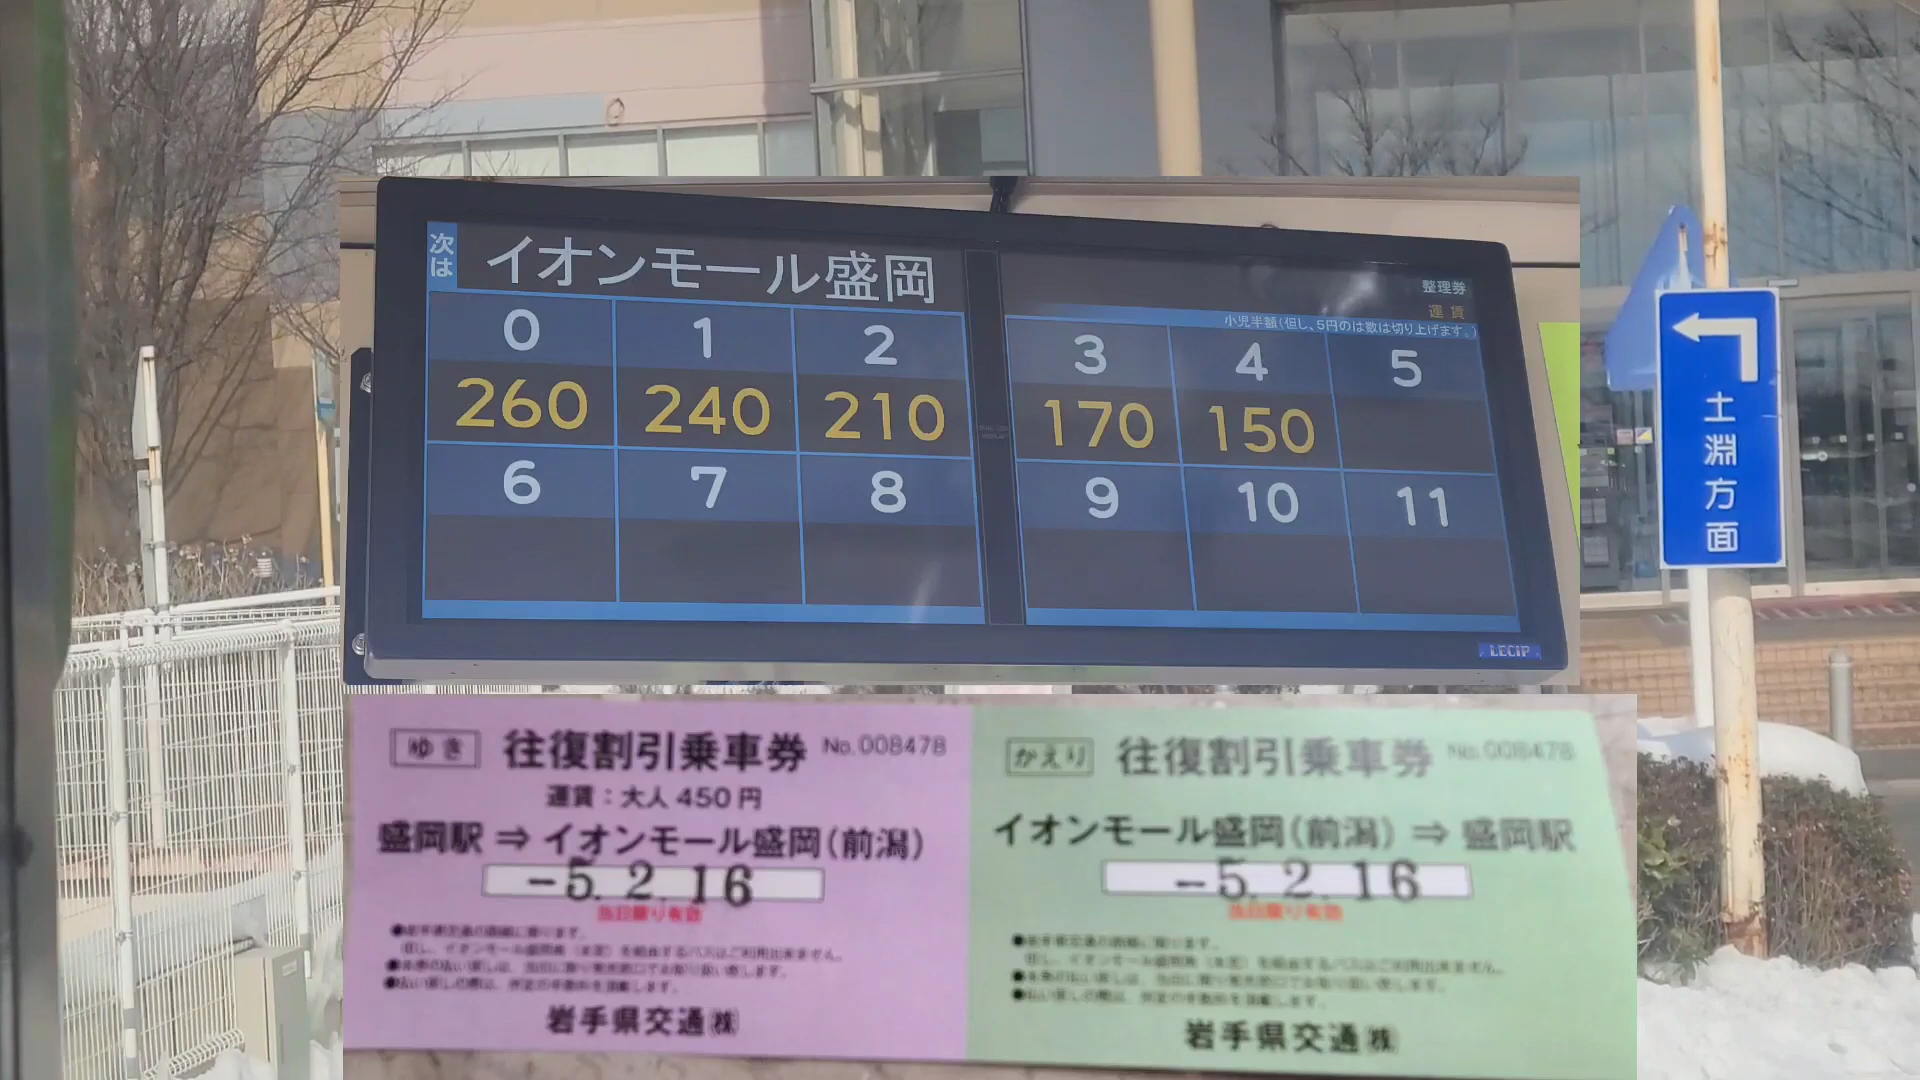 次は
イオンモール盛岡
整理券
運賃
小児半額(但し、5円のは数は切り上げます。)
0 1 2 3 4 5
260 240 210 170 150
6 7 8 9 10 11
LECIP
土淵方面
ゆき 往復割引乗車券 No.008478
運賃:大人450円
盛岡駅⇒イオンモール盛岡(前潟)
-5.2.16
当日限り有効
岩手県交通㈱
かえり 往復割引乗車券 No.008478
イオンモール盛岡(前潟)⇒盛岡駅
-5.2.16
当日限り有効
岩手県交通㈱